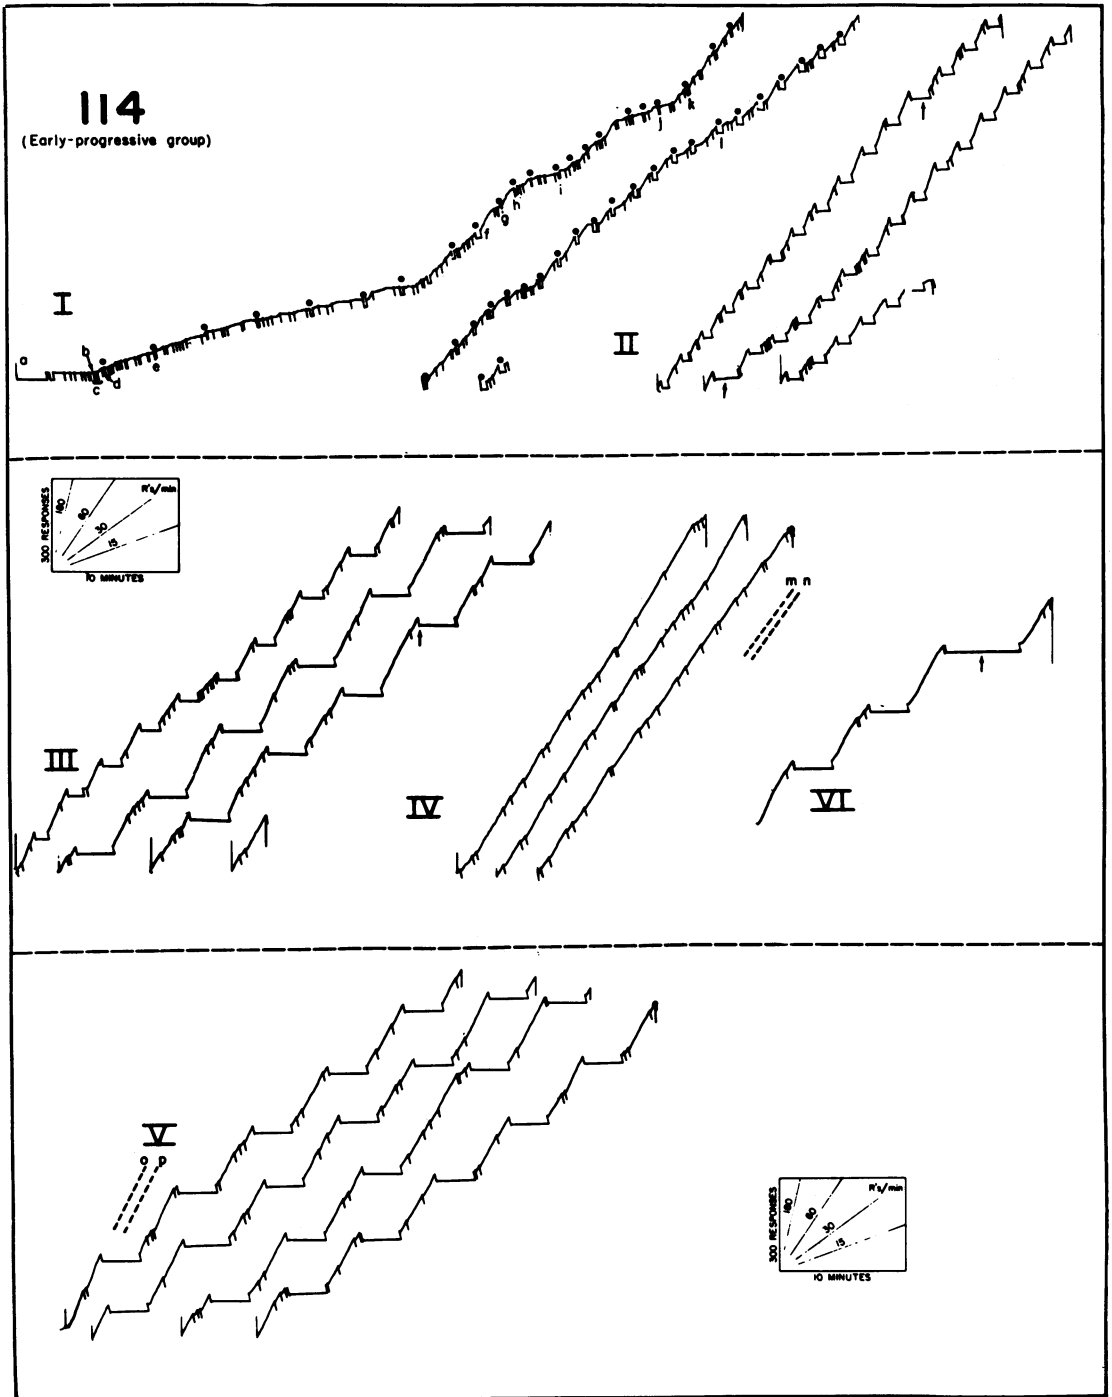 114
(Early-progressive group)
I
a
b
c
d
e
f
g
h
i
j
k
l
II
300 RESPONSES
180
60
30
15
R's/min
10 MINUTES
III
IV
m n
VI
V
o p
300 RESPONSES
180
60
30
15
R's/min
10 MINUTES